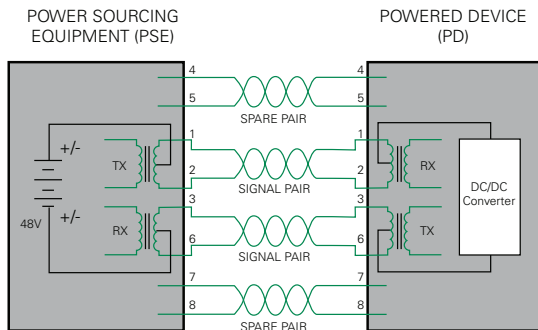 POWER SOURCING
EQUIPMENT (PSE)
POWERED DEVICE
(PD)
4
4
5
5
SPARE PAIR
+/-
1
1
TX
RX
2
2
SIGNAL PAIR
DC/DC
Converter
+/-
48V
3
3
RX
TX
6
6
SIGNAL PAIR
7
7
8
8
SPARE PAIR